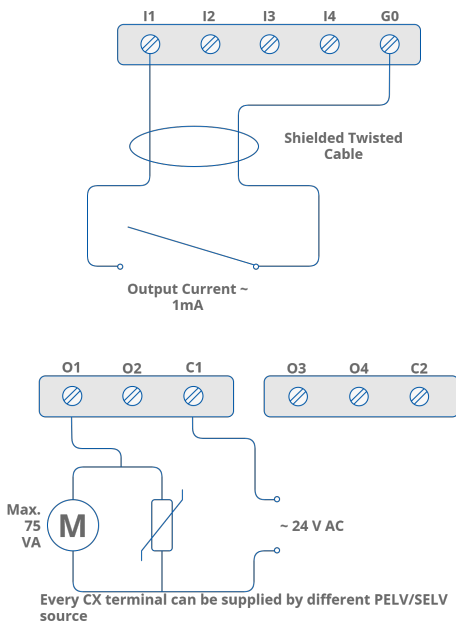 I1 I2 I3 I4 G0
Shielded Twisted
Cable
Output Current ~
1mA
O1 O2 C1 O3 O4 C2
Max.
75
VA
M
~ 24 V AC
Every CX terminal can be supplied by different PELV/SELV
source